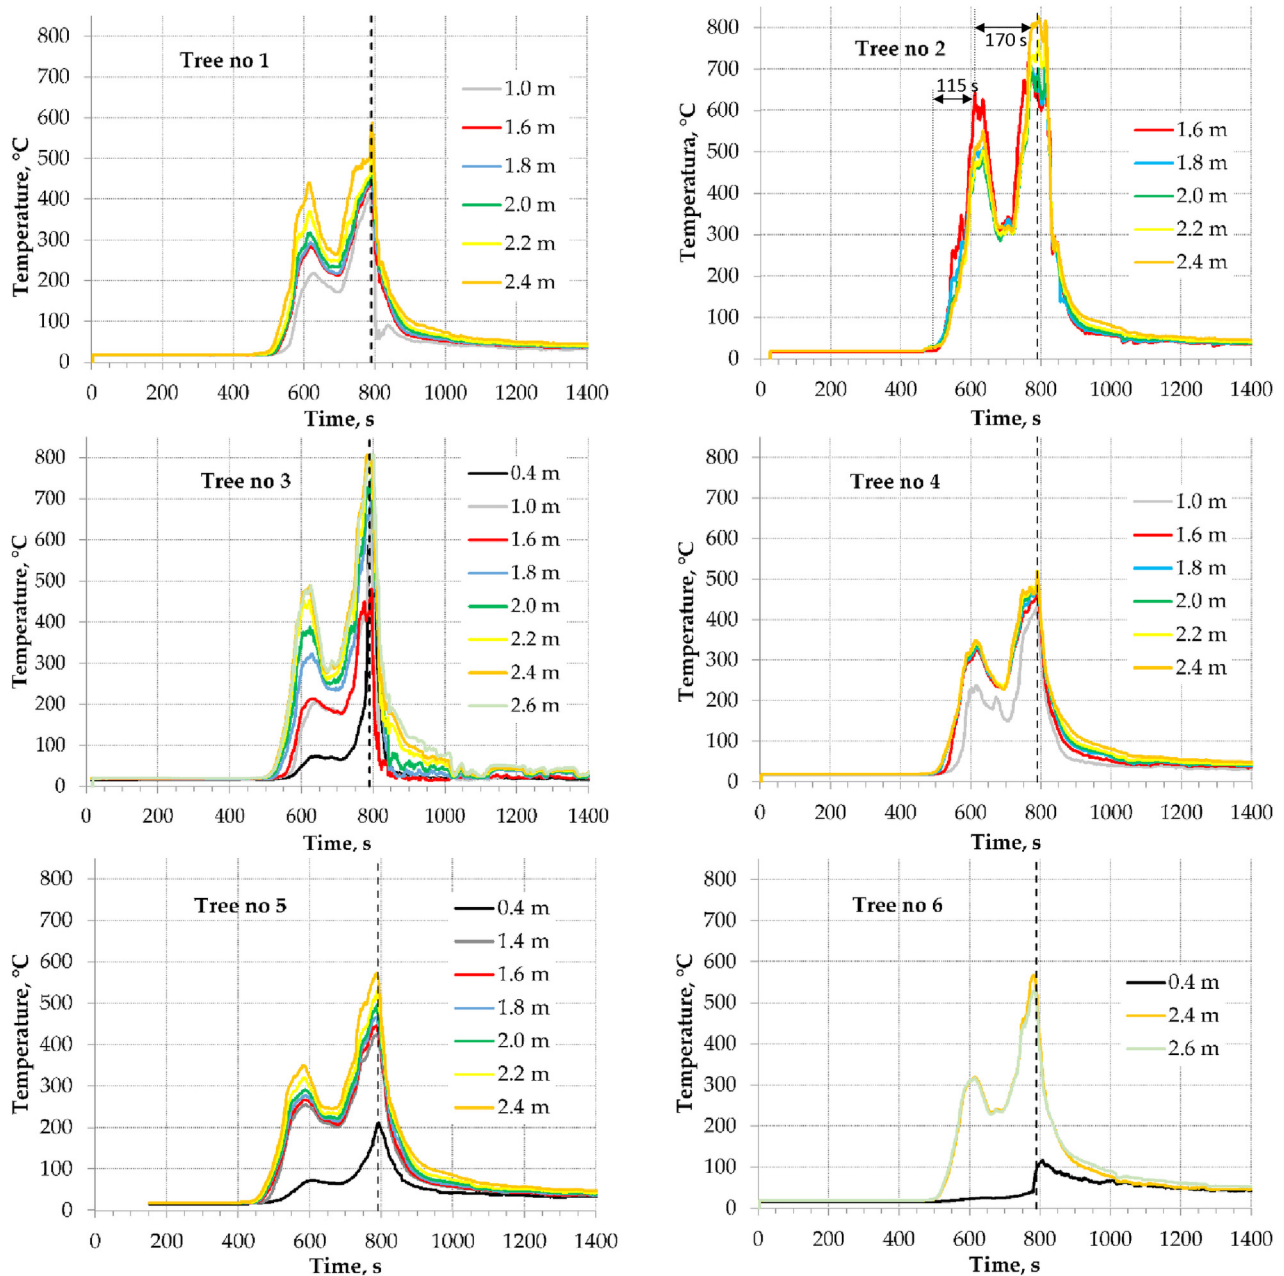 Tree no 1
Temperature, °C
800
700
600
500
400
300
200
100
0
1.0 m
1.6 m
1.8 m
2.0 m
2.2 m
2.4 m
0 200 400 600 800 1000 1200 1400
Time, s
Tree no 2
170 s
115 s
Temperatura, °C
800
700
600
500
400
300
200
100
0
1.6 m
1.8 m
2.0 m
2.2 m
2.4 m
0 200 400 600 800 1000 1200 1400
Time, s
Tree no 3
Temperature, °C
800
700
600
500
400
300
200
100
0
0.4 m
1.0 m
1.6 m
1.8 m
2.0 m
2.2 m
2.4 m
2.6 m
0 200 400 600 800 1000 1200 1400
Time, s
Tree no 4
Temperature, °C
800
700
600
500
400
300
200
100
0
1.0 m
1.6 m
1.8 m
2.0 m
2.2 m
2.4 m
0 200 400 600 800 1000 1200 1400
Time, s
Tree no 5
Temperature, °C
800
700
600
500
400
300
200
100
0
0.4 m
1.4 m
1.6 m
1.8 m
2.0 m
2.2 m
2.4 m
0 200 400 600 800 1000 1200 1400
Time, s
Tree no 6
Temperature, °C
800
700
600
500
400
300
200
100
0
0.4 m
2.4 m
2.6 m
0 200 400 600 800 1000 1200 1400
Time, s